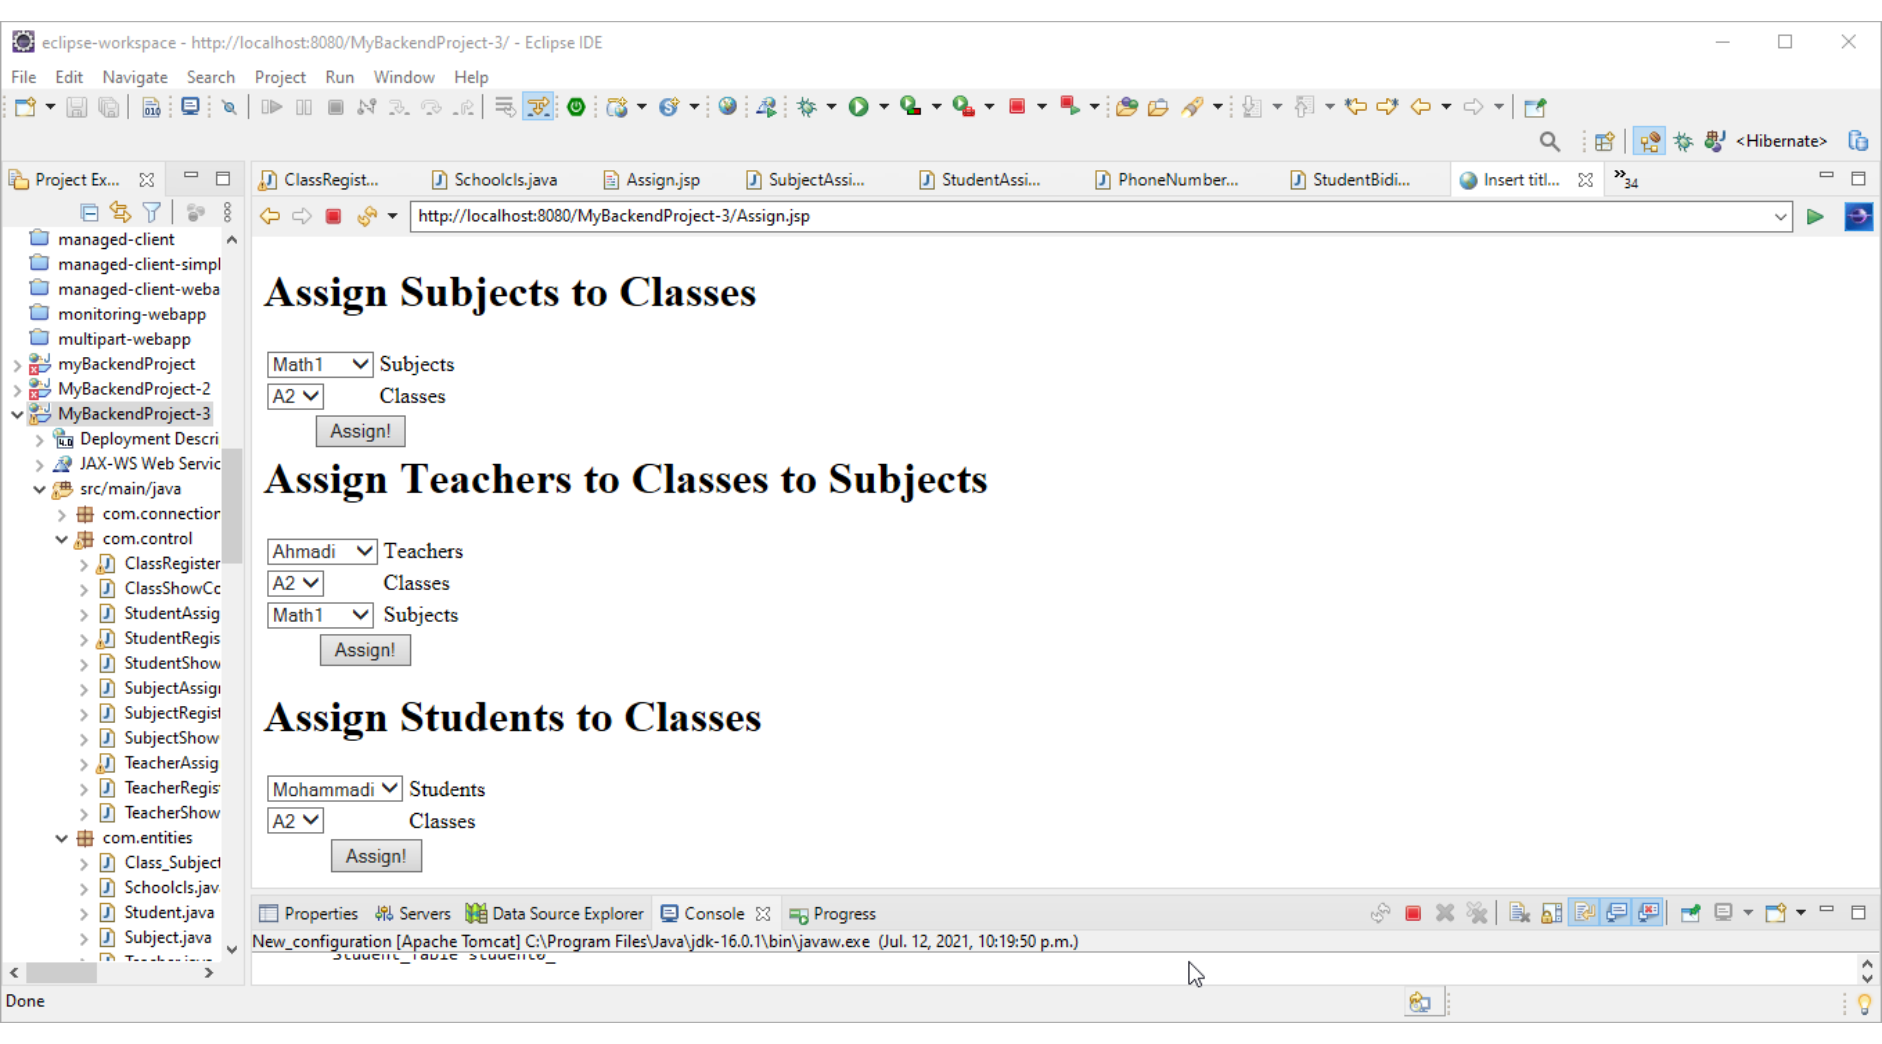 eclipse-workspace - http://localhost:8080/MyBackendProject-3/ - Eclipse IDE
File Edit Navigate Search Project Run Window Help
<Hibernate>
Project Ex...
ClassRegist... Schoolcls.java Assign.jsp SubjectAssi... StudentAssi... PhoneNumber... StudentBidi... Insert titl... »34
http://localhost:8080/MyBackendProject-3/Assign.jsp
managed-client
managed-client-simpl
managed-client-weba
monitoring-webapp
multipart-webapp
myBackendProject
MyBackendProject-2
MyBackendProject-3
Deployment Descri
JAX-WS Web Servic
src/main/java
com.connection
com.control
ClassRegister
ClassShowCo
StudentAssig
StudentRegis
StudentShow
SubjectAssig
SubjectRegist
SubjectShow
TeacherAssig
TeacherRegis
TeacherShow
com.entities
Class_Subject
Schoolcls.jav
Student.java
Subject.java
Assign Subjects to Classes
Math1 Subjects
A2 Classes
Assign!
Assign Teachers to Classes to Subjects
Ahmadi Teachers
A2 Classes
Math1 Subjects
Assign!
Assign Students to Classes
Mohammadi Students
A2 Classes
Assign!
Properties Servers Data Source Explorer Console Progress
New_configuration [Apache Tomcat] C:\Program Files\Java\jdk-16.0.1\bin\javaw.exe (Jul. 12, 2021, 10:19:50 p.m.)
Student_Table student0_
Done